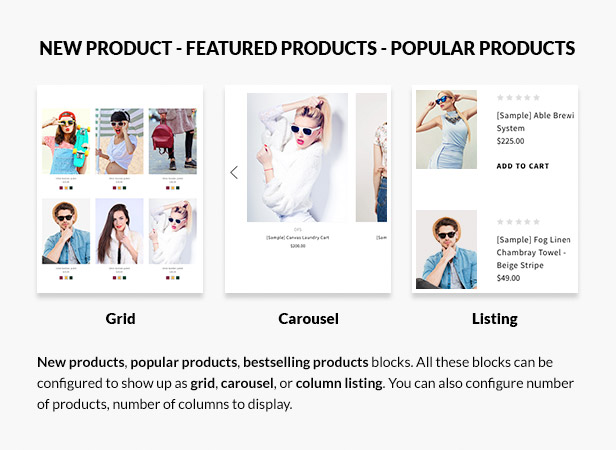 NEW PRODUCT - FEATURED PRODUCTS - POPULAR PRODUCTS
[Sample] Canvas Laundry Cart
$200.00
[Sam
[Sample] Able Brewi
System
$225.00
ADD TO CART
[Sample] Fog Linen
Chambray Towel -
Beige Stripe
$49.00
Grid
Carousel
Listing
New products, popular products, bestselling products blocks. All these blocks can be
configured to show up as grid, carousel, or column listing. You can also configure number
of products, number of columns to display.